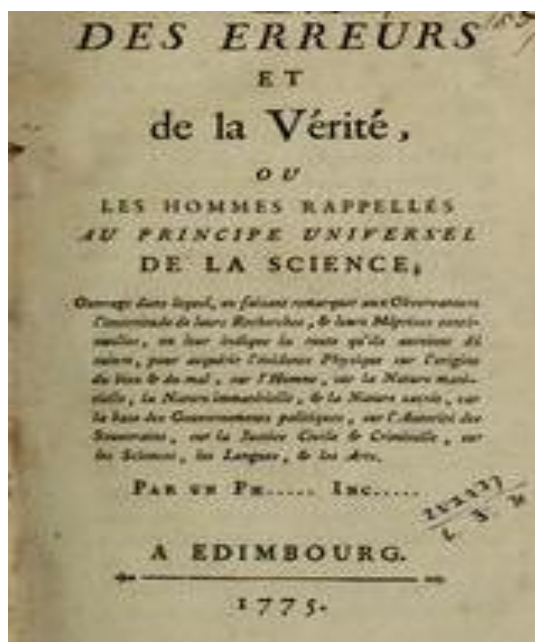 DES ERREURS
ET
de la Vérité,
OU
LES HOMMES RAPPELLÉS
AU PRINCIPE UNIVERSEL
DE LA SCIENCE;
Ouvrage dans lequel, en faisant remarquer aux Observateurs
l'incertitude de leurs Recherches, & leurs Méprises conti-
nuelles, on leur indique la route qu'ils auroient dû
suivre, pour acquérir l'évidence Physique sur l'origine
du bien & du mal, sur l'Homme, sur la Nature maté-
rielle, la Nature immatérielle, & la Nature sacrée, sur
la base des Gouvernements politiques, sur l'Autorité des
Souverains, sur la Justice Civile & Criminelle, sur
les Sciences, les Langues, & les Arts.
PAR UN PH..... INC.....
A EDIMBOURG.
1775.